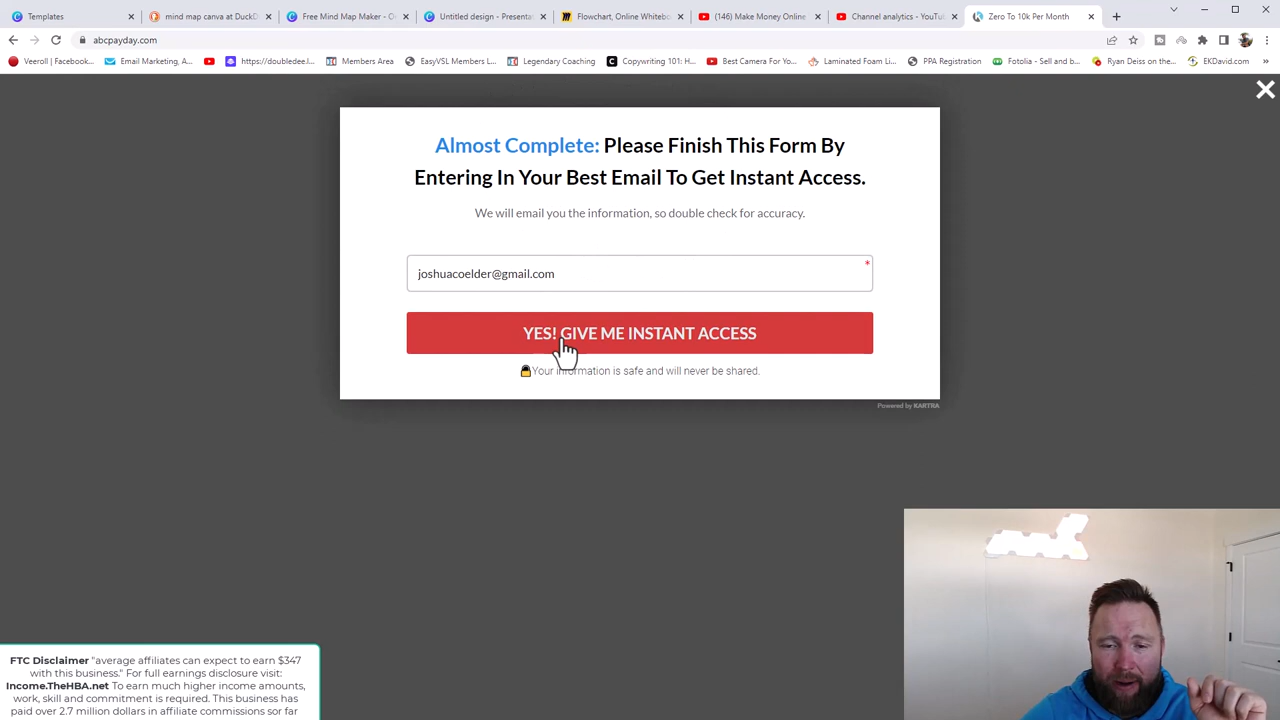 Templates
mind map canva at DuckD
Free Mind Map Maker - O
Untitled design - Presenta
Flowchart, Online Whitebo
(146) Make Money Online
Channel analytics - YouTu
Zero To 10k Per Month
abcpayday.com
Veeroll | Facebook...
Email Marketing, A...
https://doubledee.l...
Members Area
EasyVSL Members L...
Legendary Coaching
Copywriting 101: H...
Best Camera For Yo...
Laminated Foam Li...
PPA Registration
Fotolia - Sell and b...
Ryan Deiss on the...
EKDavid.com
Almost Complete: Please Finish This Form By
Entering In Your Best Email To Get Instant Access.
We will email you the information, so double check for accuracy.
joshuacoelder@gmail.com
*
YES! GIVE ME INSTANT ACCESS
Your information is safe and will never be shared.
Powered by KARTRA
FTC Disclaimer "average affiliates can expect to earn $347
with this business." For full earnings disclosure visit:
Income.TheHBA.net To earn much higher income amounts,
work, skill and commitment is required. This business has
paid over 2.7 million dollars in affiliate commissions sor far